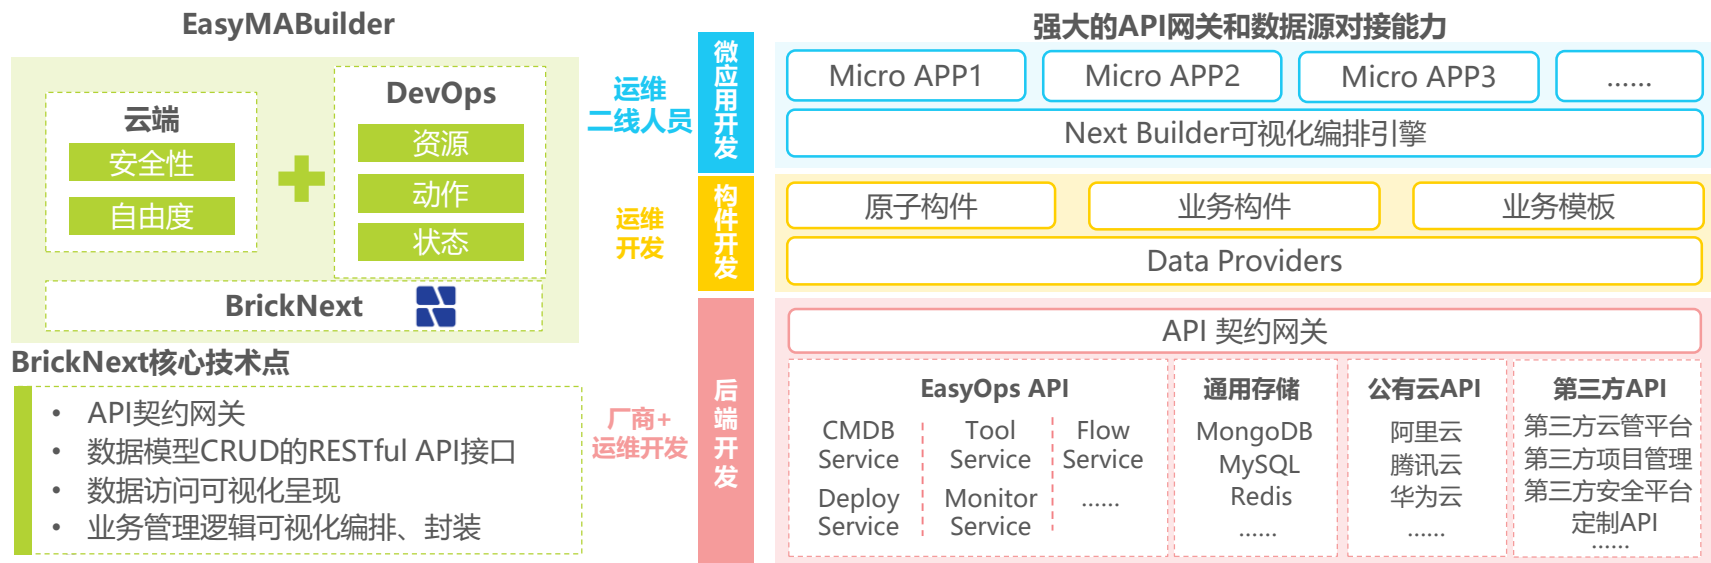 EasyMABuilder
云端
安全性
自由度
DevOps
资源
动作
状态
BrickNext
BrickNext核心技术点
• API契约网关
• 数据模型CRUD的RESTful API接口
• 数据访问可视化呈现
• 业务管理逻辑可视化编排、封装
强大的API网关和数据源对接能力
运维
二线人员
微应用开发
Micro APP1
Micro APP2
Micro APP3
......
Next Builder可视化编排引擎
运维
开发
构件开发
原子构件
业务构件
业务模板
Data Providers
厂商+
运维开发
后端开发
API 契约网关
EasyOps API
CMDB
Service
Tool
Service
Flow
Service
Deploy
Service
Monitor
Service
......
通用存储
MongoDB
MySQL
Redis
......
公有云API
阿里云
腾讯云
华为云
......
第三方API
第三方云管平台
第三方项目管理
第三方安全平台
定制API
......